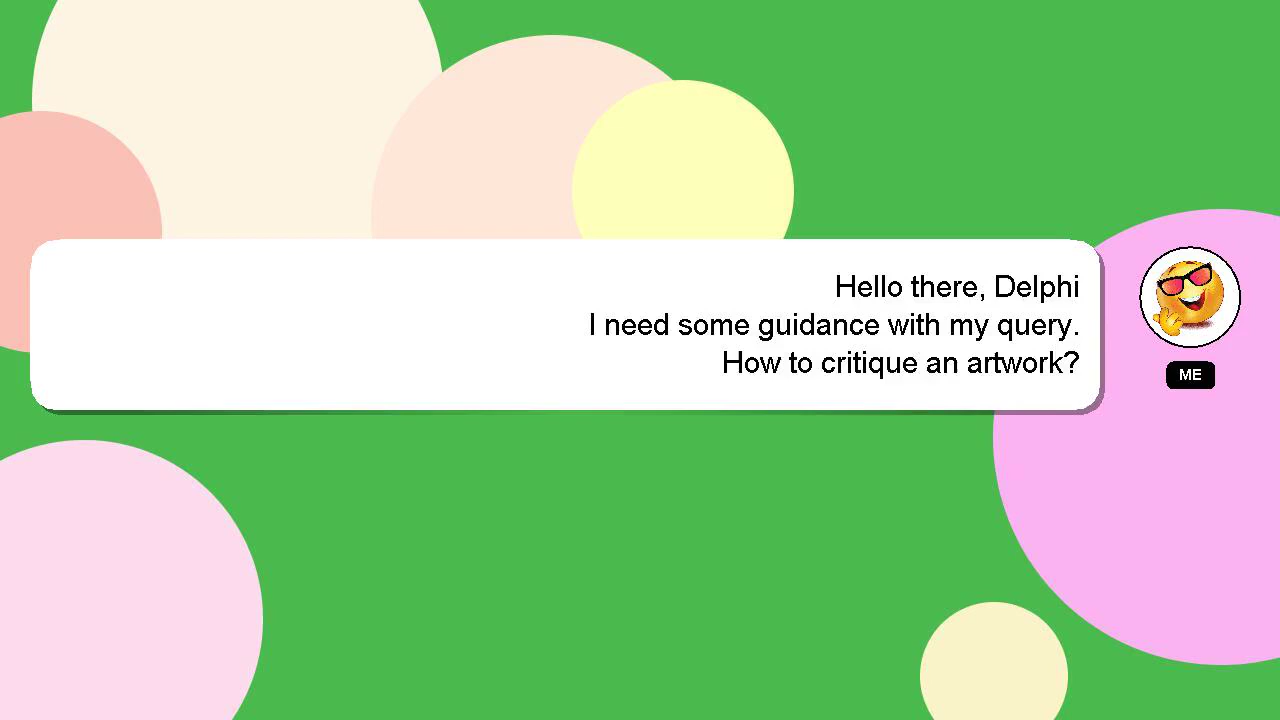 Hello there, Delphi
I need some guidance with my query.
How to critique an artwork?
ME